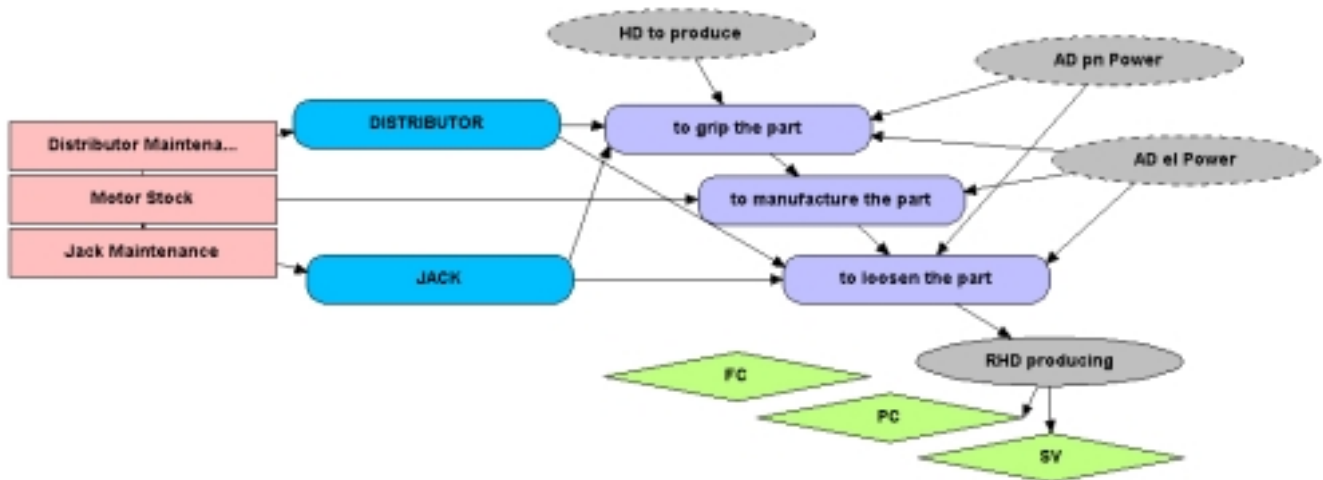 HD to produce
AD pn Power
DISTRIBUTOR
to grip the part
Distributor Maintena...
AD el Power
Motor Stock
to manufacture the part
Jack Maintenance
JACK
to loosen the part
RHD producing
FC
PC
SV